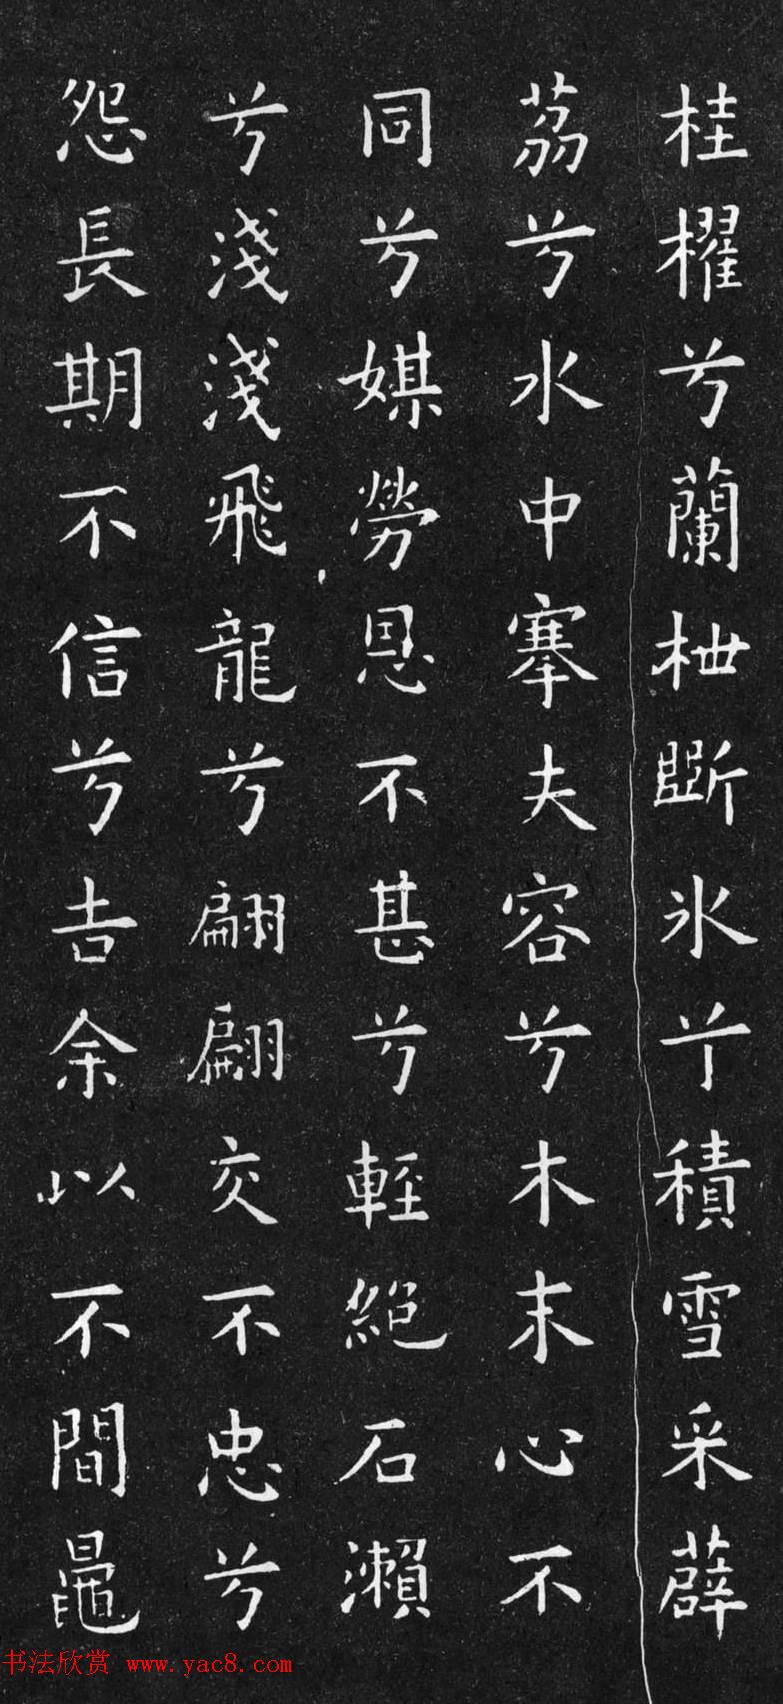 桂櫂兮蘭枻斲氷兮積雪采薜
荔兮水中搴夫容兮木末心不
同兮媒勞恩不甚兮輕絕石瀨
兮淺淺飛龍兮翩翩交不忠兮
怨長期不信兮告余以不閒鼂
书法欣赏 www.yac8.com